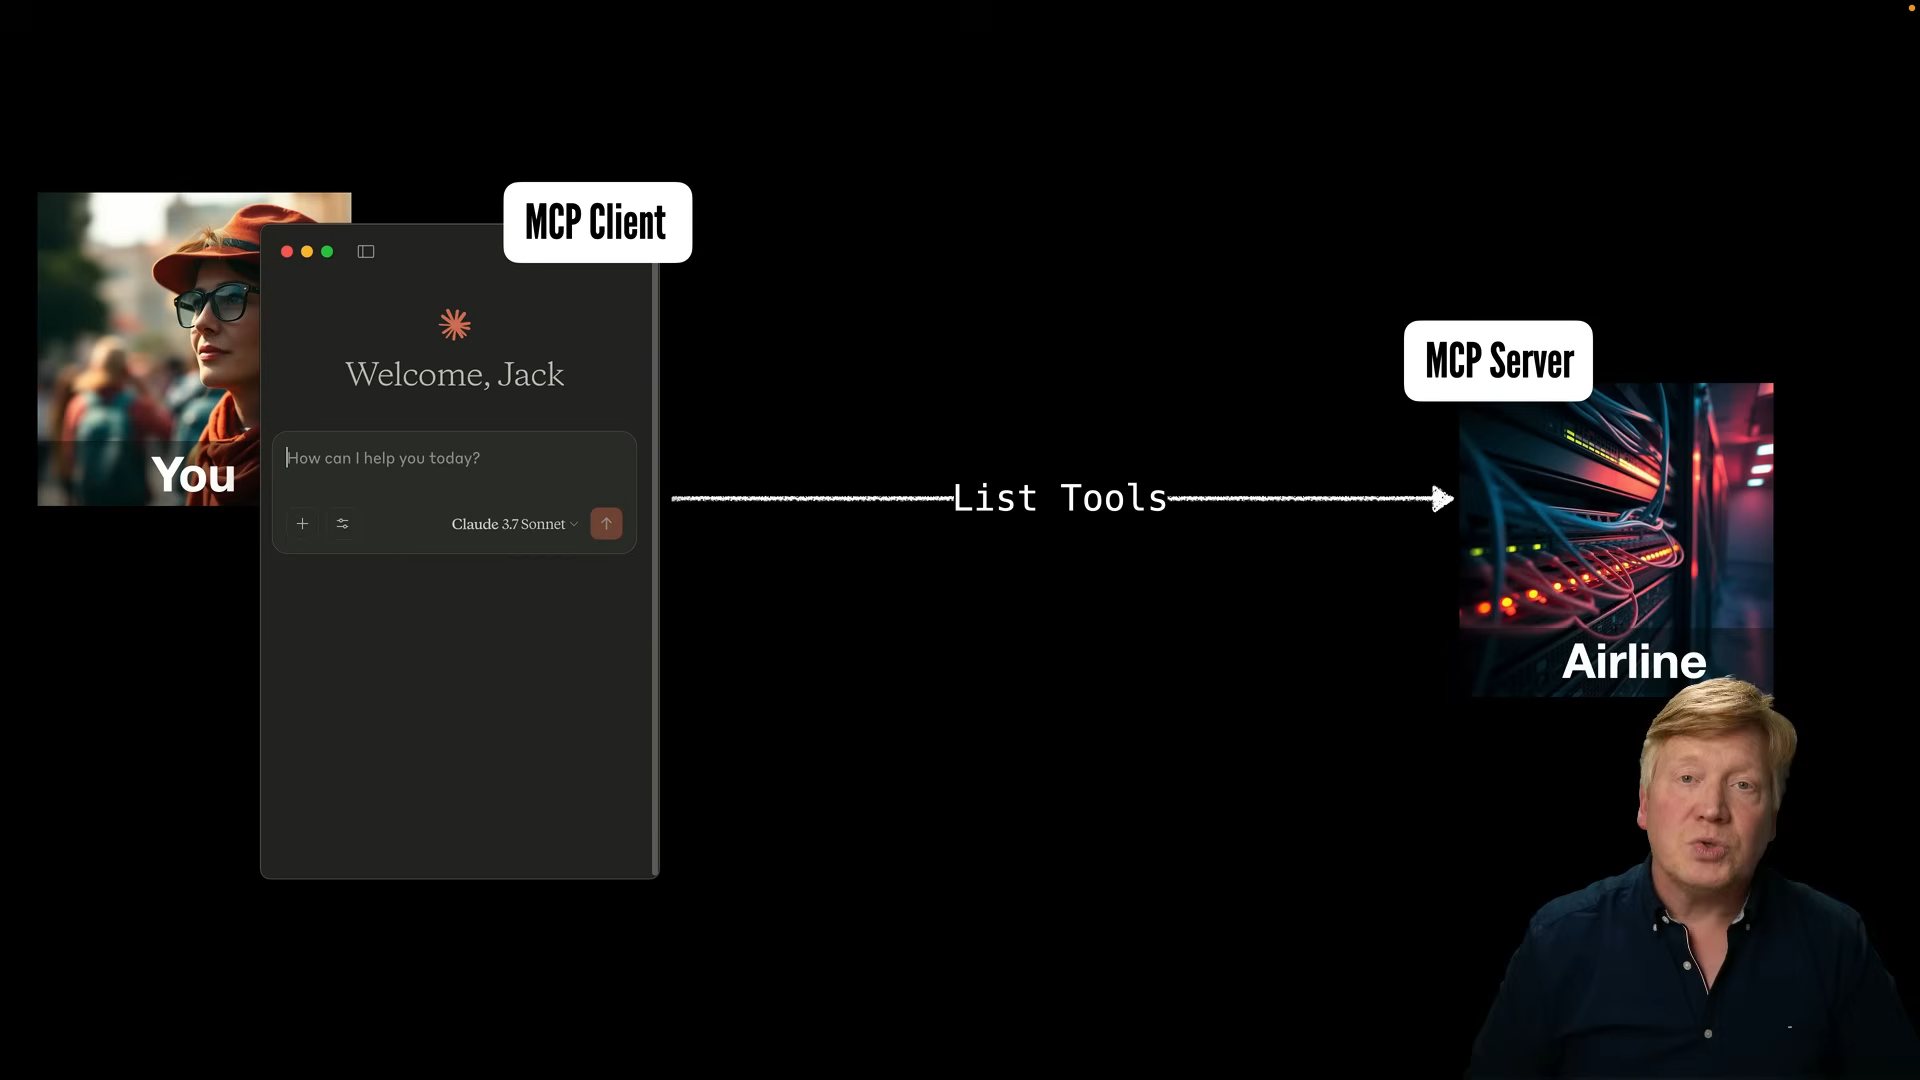 MCP Client
Welcome, Jack
How can I help you today?
Claude 3.7 Sonnet
You
List Tools
MCP Server
Airline